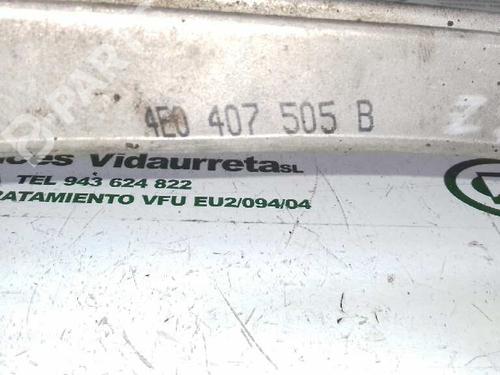 4E0 407 505 B
Vidaurreta SL
TEL 943 624 822
RATAMIENTO VFU EU2/094/04